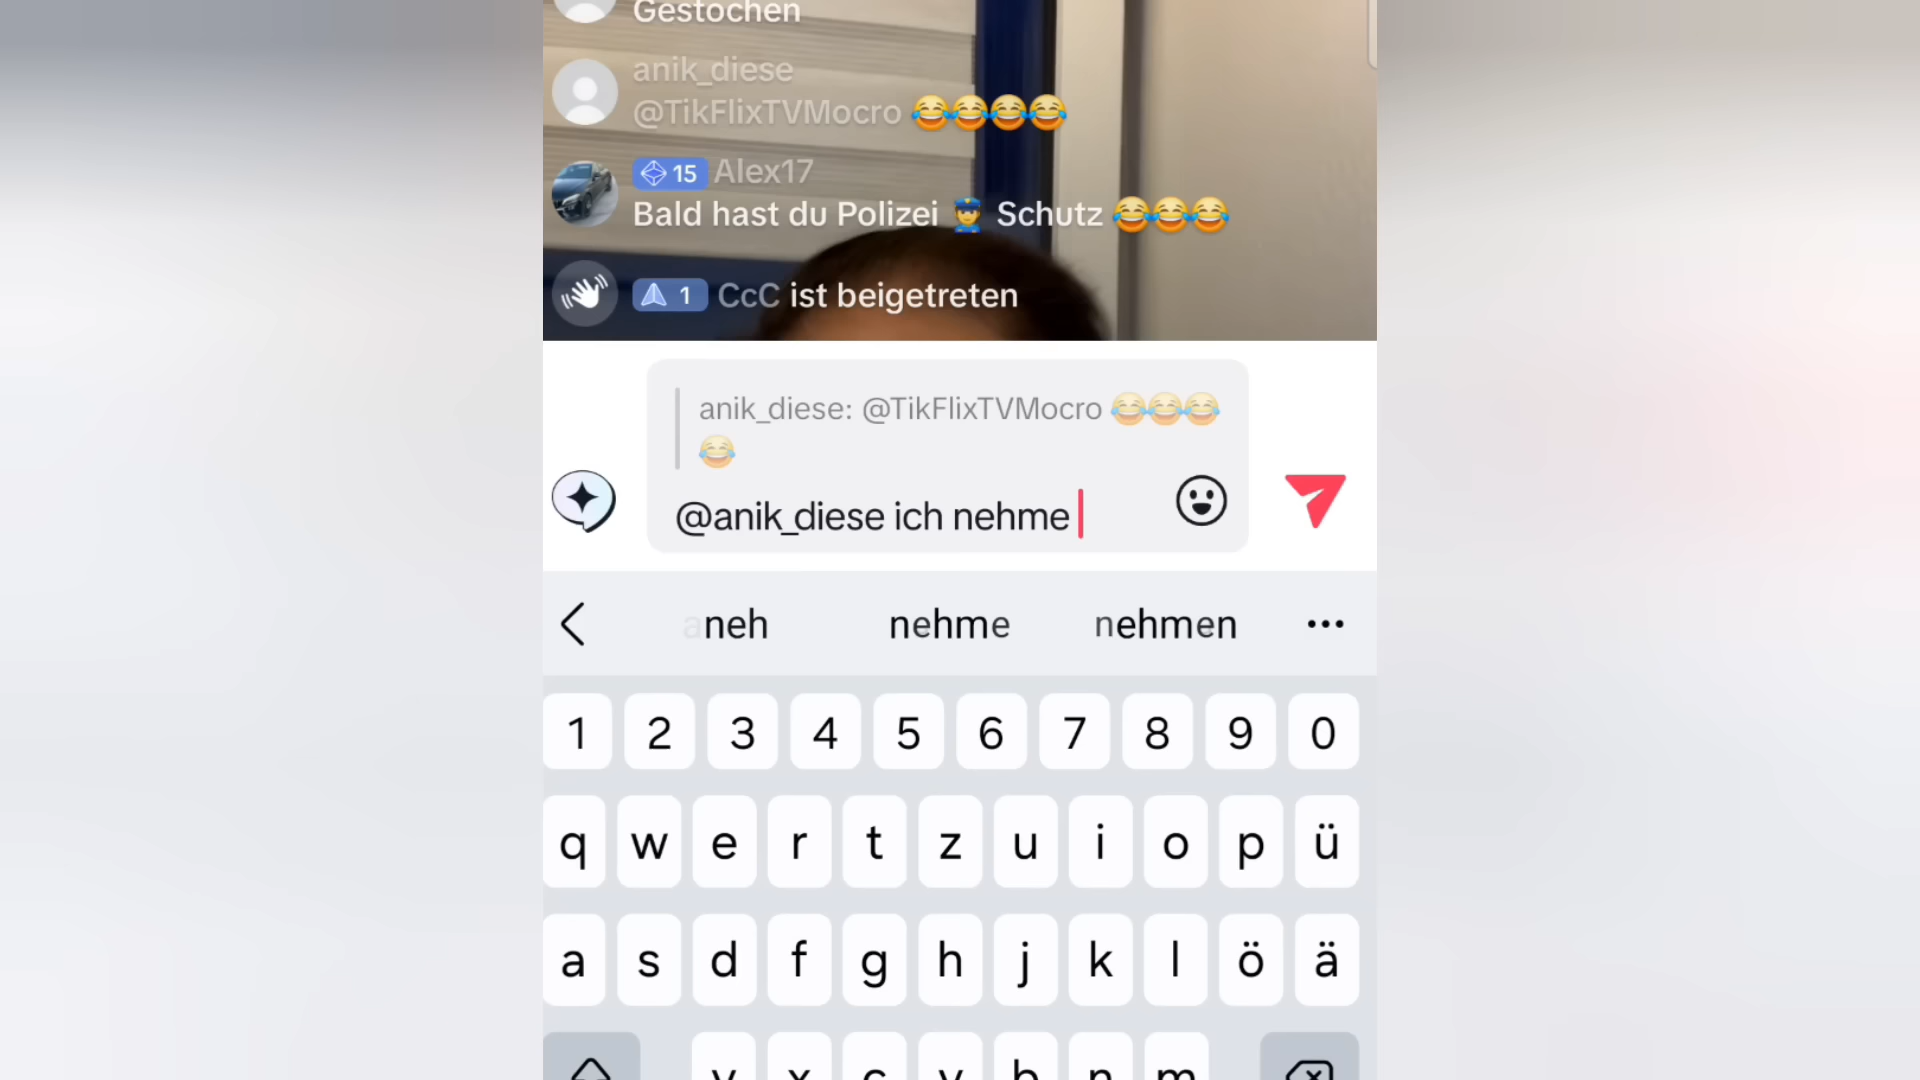 Gestochen
anik_diese
@TikFlixTVMocro 😂😂😂😂
15 Alex17
Bald hast du Polizei 👮 Schutz 😂😂😂
1 CcC ist beigetreten
anik_diese: @TikFlixTVMocro 😂😂😂
😂
@anik_diese ich nehme
neh nehme nehmen ...
1 2 3 4 5 6 7 8 9 0
q w e r t z u i o p ü
a s d f g h j k l ö ä
y x c v b n m